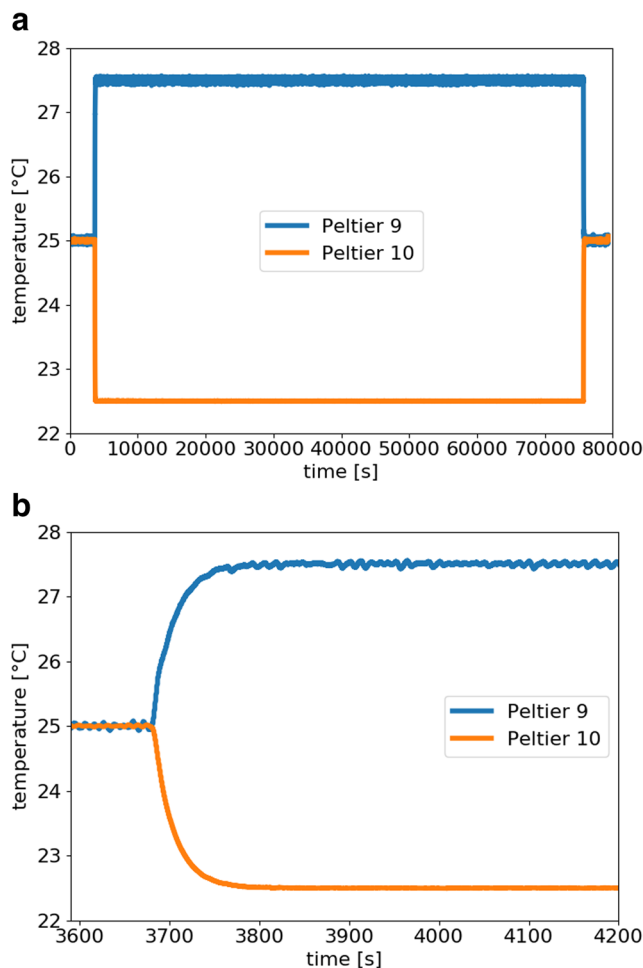 a
28
27
26
25
24
23
22
temperature [°C]
Peltier 9
Peltier 10
0 10000 20000 30000 40000 50000 60000 70000 80000
time [s]
b
28
27
26
25
24
23
22
temperature [°C]
Peltier 9
Peltier 10
3600 3700 3800 3900 4000 4100 4200
time [s]